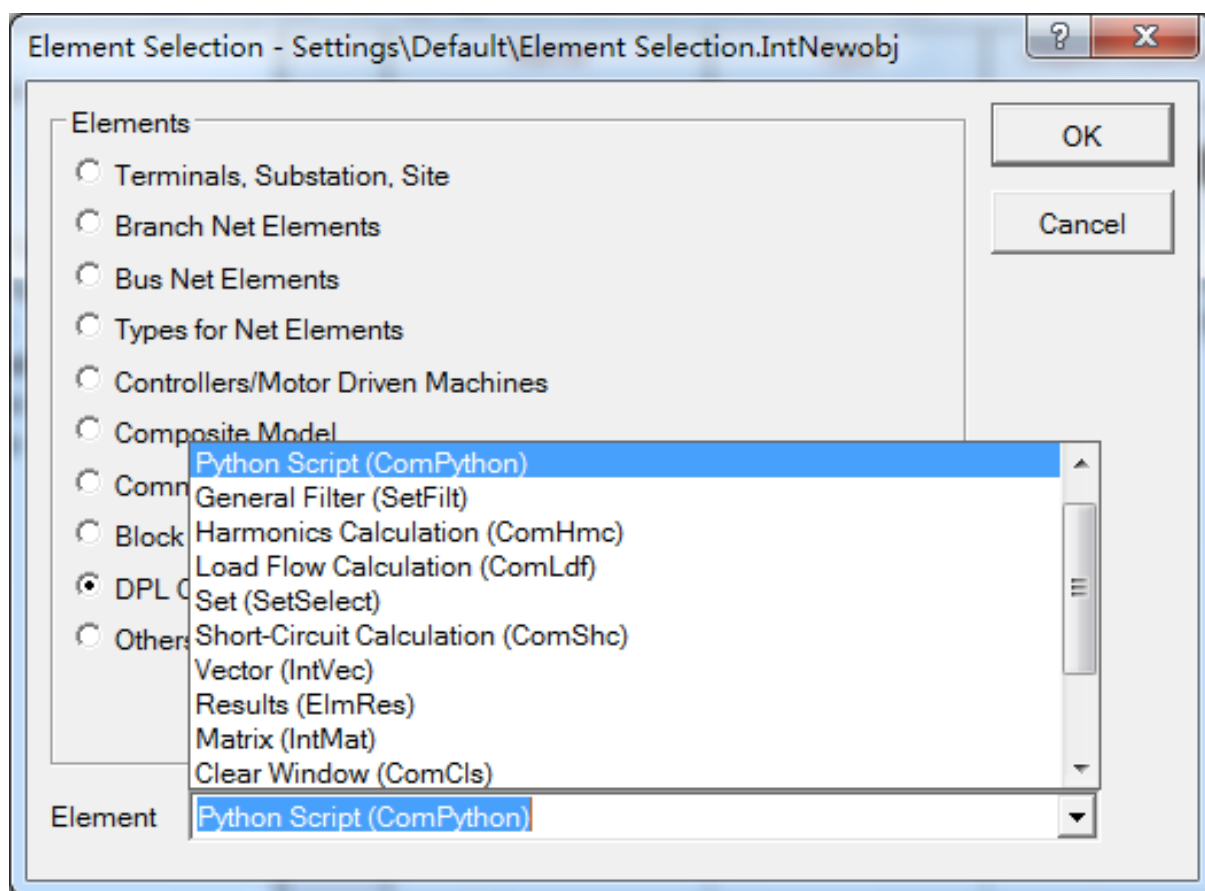 Element Selection - Settings\Default\Element Selection.IntNewobj
?
X
Elements
OK
Terminals, Substation, Site
Branch Net Elements
Cancel
Bus Net Elements
Types for Net Elements
Controllers/Motor Driven Machines
Composite Model
Python Script (ComPython)
Comm
General Filter (SetFilt)
Harmonics Calculation (ComHmc)
Block
Load Flow Calculation (ComLdf)
DPL C
Set (SetSelect)
Others
Short-Circuit Calculation (ComShc)
Vector (IntVec)
Results (ElmRes)
Matrix (IntMat)
Clear Window (ComCls)
Element Python Script (ComPython)